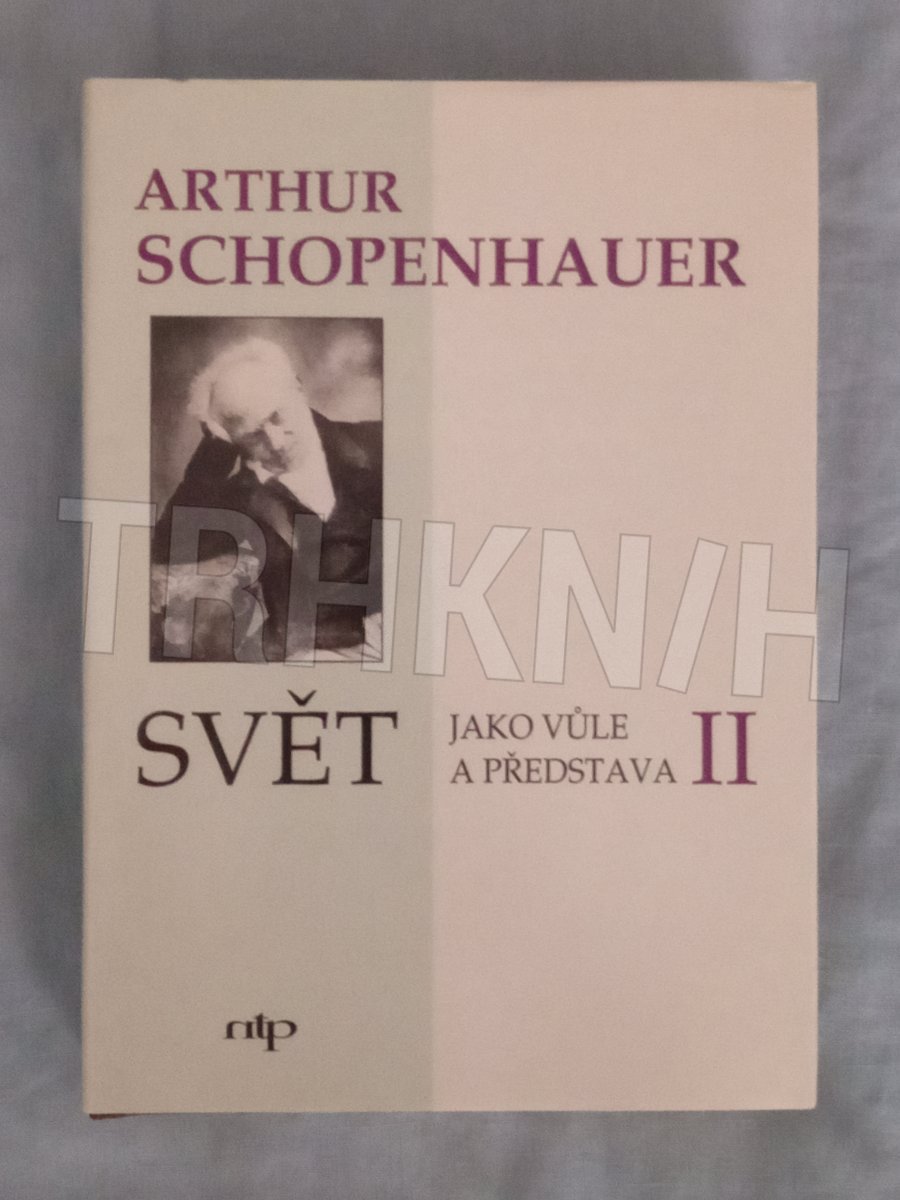 ARTHUR
SCHOPENHAUER
TRHKNIH
SVĚT
JAKO VŮLE
A PŘEDSTAVA II
ntp